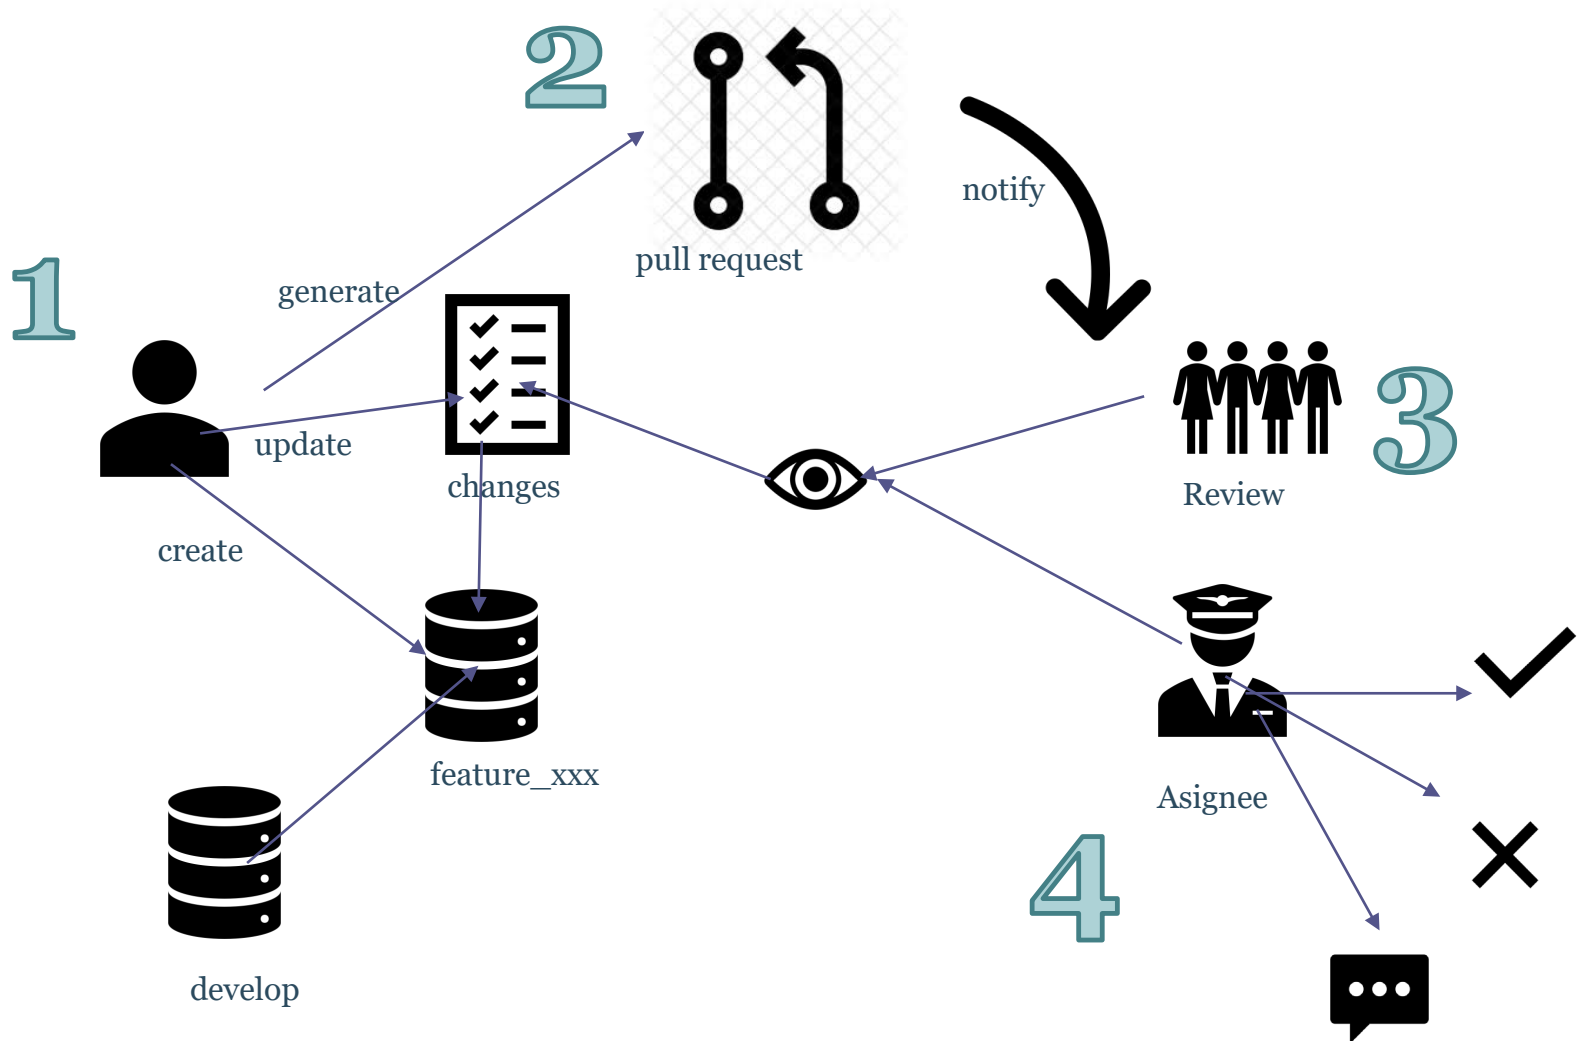 2
notify
pull request
1
generate
update
changes
3
Review
create
feature_xxx
Asignee
4
develop